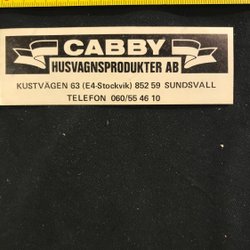 CABBY
HUSVAGNSPRODUKTER AB
KUSTVÄGEN 63 (E4-Stockvik) 852 59 SUNDSVALL
TELEFON 060/55 46 10